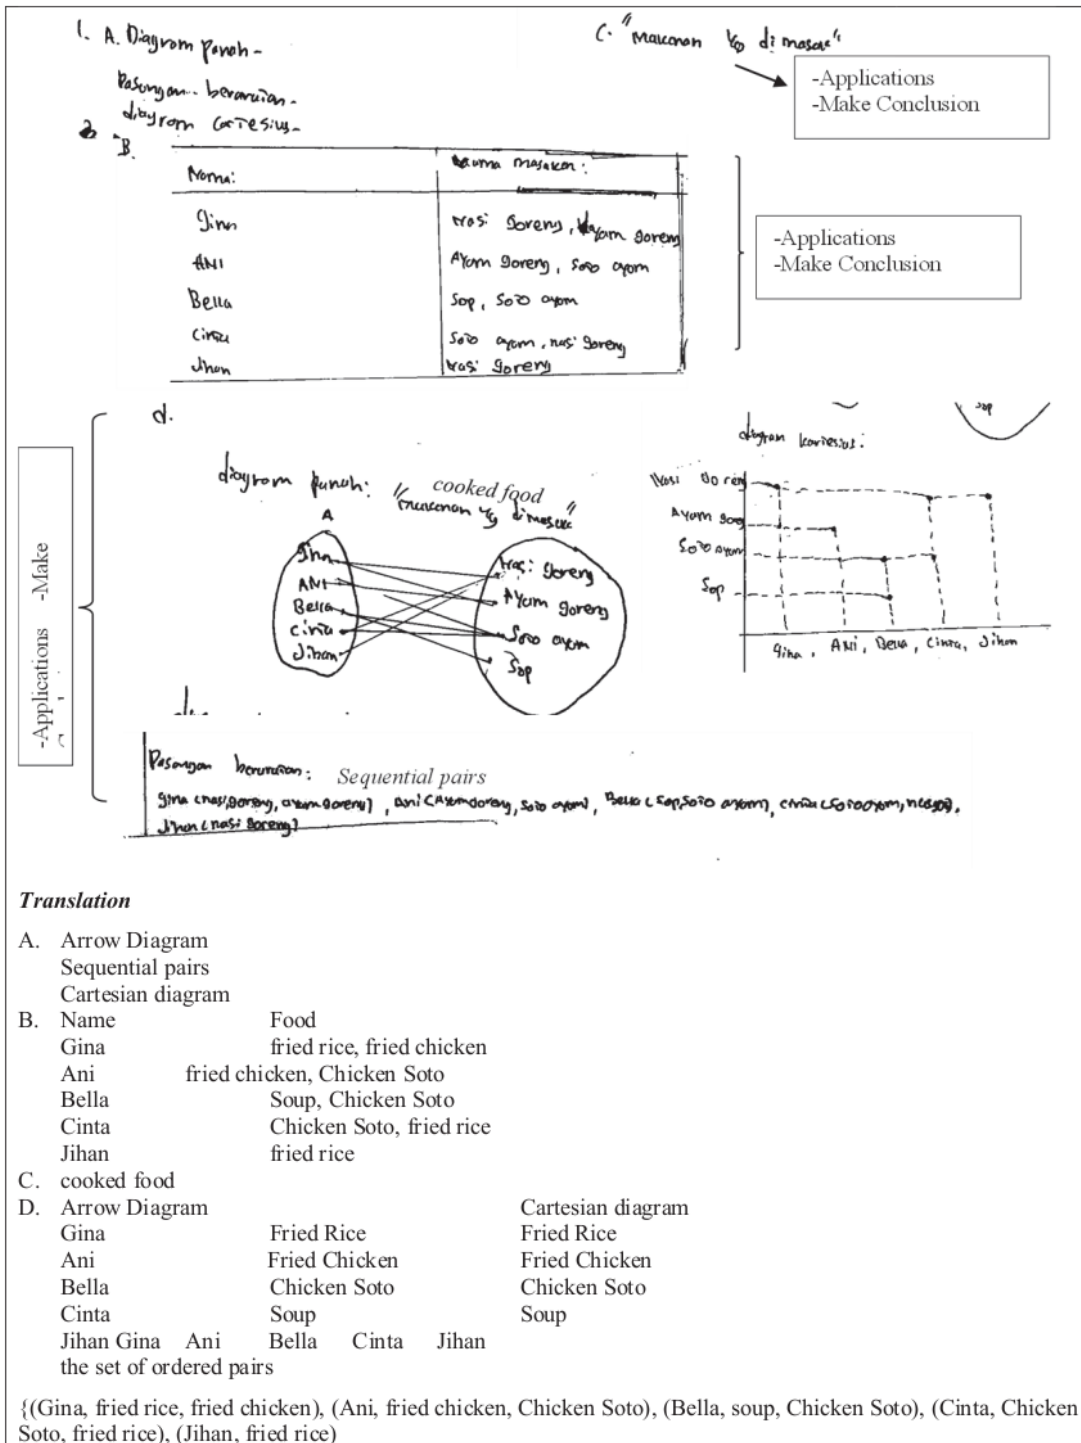 1. A. Diagram panah -
Pasangan berurutan -
diagram cartesius -
C. "makanan yg dimasak"
-Applications
-Make Conclusion
B.
Nama:
nama masakan:
Gina
nasi goreng, Ayam goreng
ANI
Ayam goreng, soto ayam
Bella
Sop, soto ayam
Cinta
Soto ayam, nasi goreng
Jihan
nasi goreng
-Applications
-Make Conclusion
-Applications -Make
d.
diagram panah:
cooked food
"makanan yg dimasak"
A
Gina
ANI
Bella
Cinta
Jihan
nasi goreng
Ayam goreng
Soto ayam
Sop
sop
diagram kartesius:
Nasi goreng
Ayam goreng
Soto ayam
Sop
Gina, ANI, Bella, Cinta, Jihan
Pasangan berurutan: Sequential pairs
Gina (nasi goreng, ayam goreng), Ani (Ayam goreng, soto ayam), Bella (sop, soto ayam), cinta (soto ayam,
Jihan (nasi goreng)
Translation
A. Arrow Diagram
Sequential pairs
Cartesian diagram
B. Name Food
Gina fried rice, fried chicken
Ani fried chicken, Chicken Soto
Bella Soup, Chicken Soto
Cinta Chicken Soto, fried rice
Jihan fried rice
C. cooked food
D. Arrow Diagram Cartesian diagram
Gina Fried Rice Fried Rice
Ani Fried Chicken Fried Chicken
Bella Chicken Soto Chicken Soto
Cinta Soup Soup
Jihan Gina Ani Bella Cinta Jihan
the set of ordered pairs
{(Gina, fried rice, fried chicken), (Ani, fried chicken, Chicken Soto), (Bella, soup, Chicken Soto), (Cinta, Chicken
Soto, fried rice), (Jihan, fried rice)